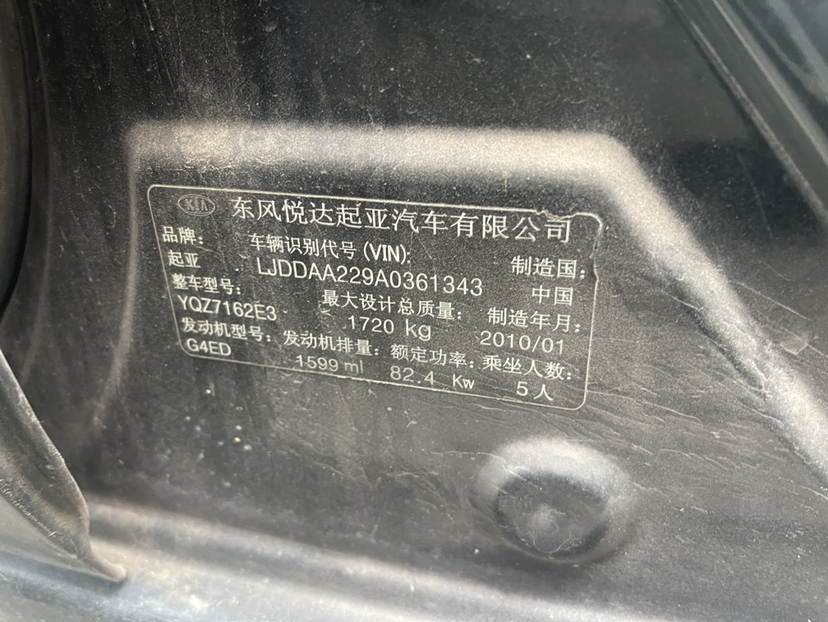 KIA 东风悦达起亚汽车有限公司
品牌: 车辆识别代号(VIN): 制造国:
起亚 LJDDAA229A0361343 中国
整车型号: 最大设计总质量: 制造年月:
YQZ7162E3 1720 kg 2010/01
发动机型号: 发动机排量: 额定功率: 乘坐人数:
G4ED 1599 ml 82.4 Kw 5人